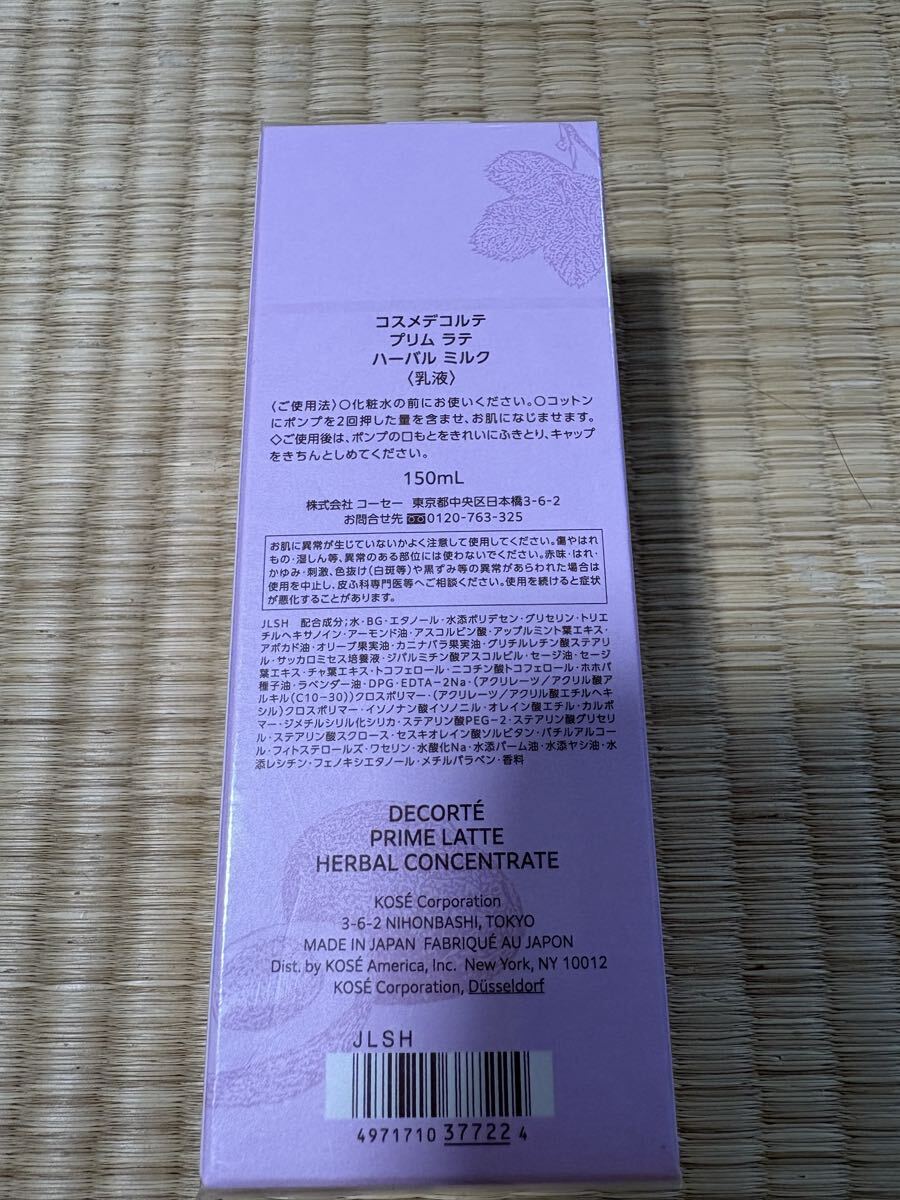 コスメデコルテ
プリム ラテ
ハーバル ミルク
〈乳液〉
〈ご使用法〉○化粧水の前にお使いください。○コットン
にポンプを2回押した量を含ませ、お肌になじませます。
◇ご使用後は、ポンプの口もとをきれいにふきとり、キャップ
をきちんとしめてください。
150mL
株式会社 コーセー 東京都中央区日本橋3-6-2
お問合せ先 0120-763-325
お肌に異常が生じていないかよく注意して使用してください。傷やはれ
もの・湿しん等、異常のある部位には使わないでください。赤味・はれ・
かゆみ・刺激、色抜け(白斑等)や黒ずみ等の異常があらわれた場合は
使用を中止し、皮ふ科専門医等へご相談ください。使用を続けると症状
が悪化することがあります。
JLSH 配合成分;水・BG・エタノール・水添ポリデセン・グリセリン・トリエ
チルヘキサノイン・アーモンド油・アスコルビン酸・アップルミント葉エキス・
アボカド油・オリーブ果実油・カニナバラ果実油・グリチルレチン酸ステアリ
ル・サッカロミセス培養液・ジパルミチン酸アスコルビル・セージ油・セージ
葉エキス・チャ葉エキス・トコフェロール・ニコチン酸トコフェロール・ホホバ
種子油・ラベンダー油・DPG・EDTA-2Na・(アクリレーツ/アクリル酸ア
ルキル(C10-30))クロスポリマー・(アクリレーツ/アクリル酸エチルヘキ
シル)クロスポリマー・イソノナン酸イソノニル・オレイン酸エチル・カルボ
マー・ジメチルシリル化シリカ・ステアリン酸PEG-2・ステアリン酸グリセリ
ル・ステアリン酸スクロース・セスキオレイン酸ソルビタン・バチルアルコー
ル・フィトステロールズ・ワセリン・水酸化Na・水添パーム油・水添ヤシ油・水
添レシチン・フェノキシエタノール・メチルパラベン・香料
DECORTÉ
PRIME LATTE
HERBAL CONCENTRATE
KOSÉ Corporation
3-6-2 NIHONBASHI, TOKYO
MADE IN JAPAN FABRIQUÉ AU JAPON
Dist. by KOSÉ America, Inc. New York, NY 10012
KOSÉ Corporation, Düsseldorf
JLSH
4971710 37722 4